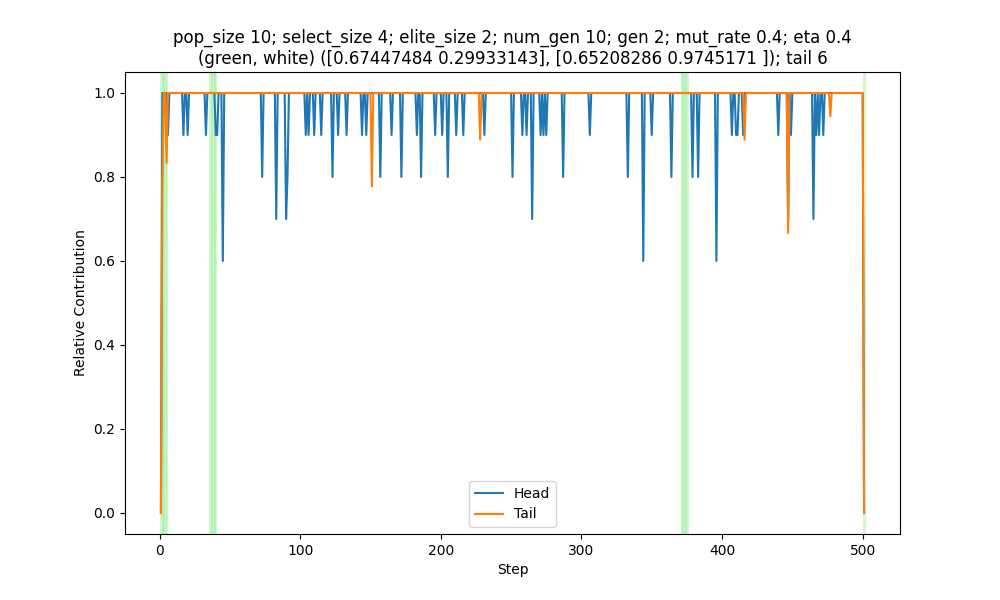 pop_size 10; select_size 4; elite_size 2; num_gen 10; gen 2; mut_rate 0.4; eta 0.4
(green, white) ([0.67447484 0.29933143], [0.65208286 0.9745171 ]); tail 6
1.0
0.8
0.6
0.4
0.2
0.0
Relative Contribution
Head
Tail
0
100
200
300
400
500
Step